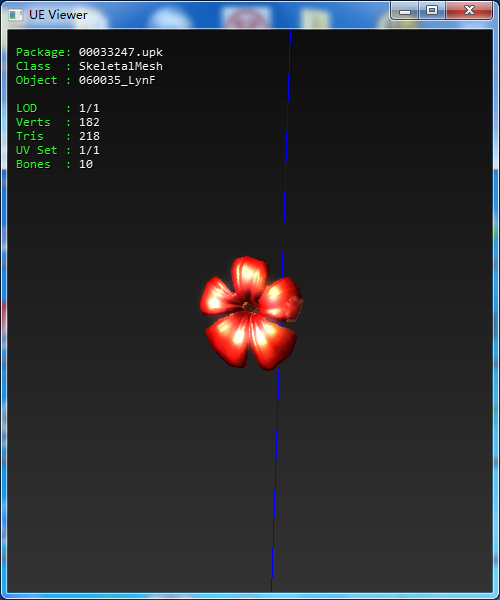 UE Viewer
Package: 00033247.upk
Class : SkeletalMesh
Object : 060035_LynF
LOD : 1/1
Verts : 182
Tris : 218
UV Set : 1/1
Bones : 10